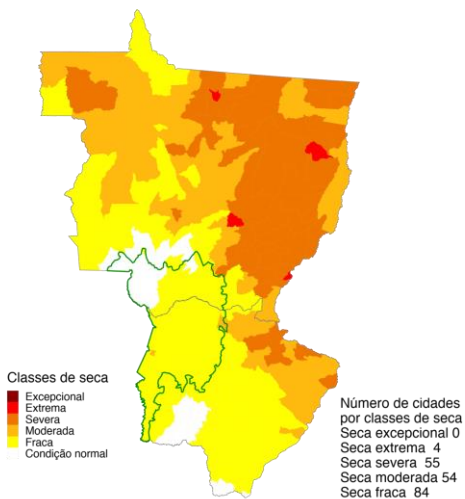 Classes de seca
Excepcional
Extrema
Severa
Moderada
Fraca
Condição normal
Número de cidades
por classes de seca
Seca excepcional 0
Seca extrema 4
Seca severa 55
Seca moderada 54
Seca fraca 84